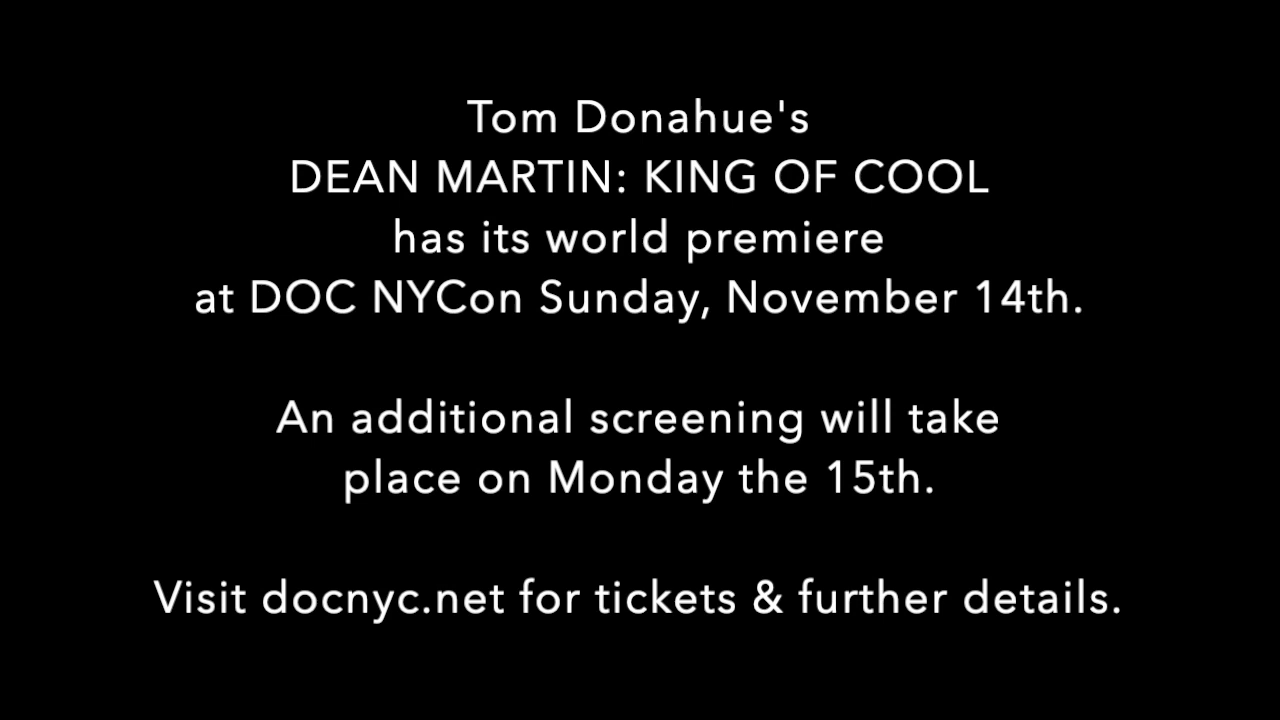 Tom Donahue's
DEAN MARTIN: KING OF COOL
has its world premiere
at DOC NYCon Sunday, November 14th.
An additional screening will take
place on Monday the 15th.
Visit docnyc.net for tickets & further details.